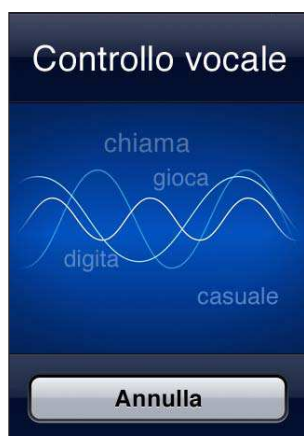 Controllo vocale
chiama
gioca
digita
casuale
Annulla